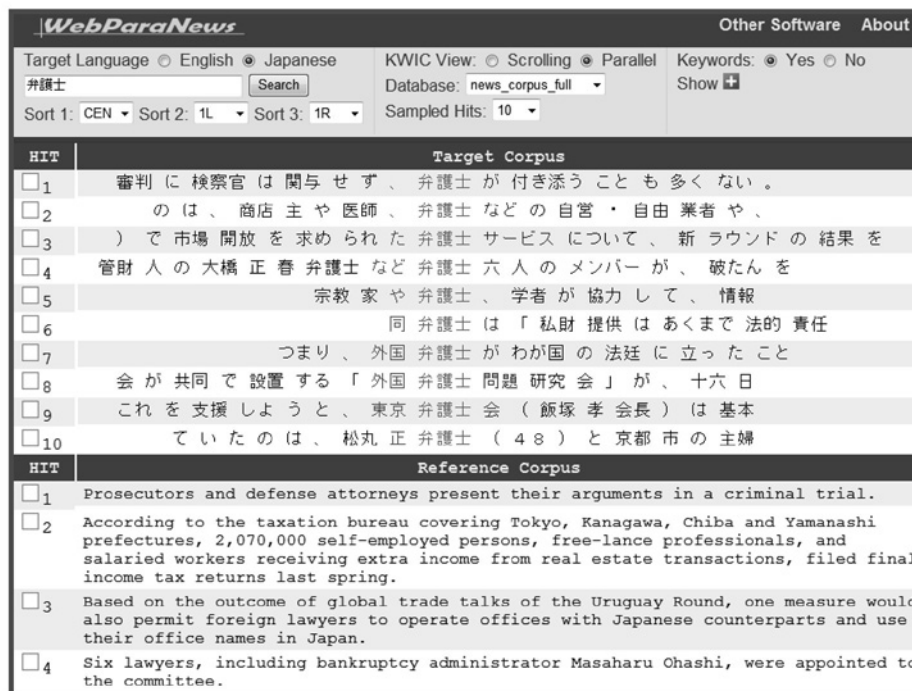 WebParaNews Other Software About
Target Language English Japanese KWIC View: Scrolling Parallel Keywords: Yes No
弁護士 Search Database: news_corpus_full Show
Sort 1: CEN Sort 2: 1L Sort 3: 1R Sampled Hits: 10
HIT Target Corpus
1 審判 に 検察官 は 関与 せ ず 、 弁護士 が 付き添う こと も 多く ない 。
2 の は 、 商店 主 や 医師 、 弁護士 など の 自営 ・ 自由 業者 や 、
3 ) で 市場 開放 を 求め られ た 弁護士 サービス について 、 新 ラウンド の 結果 を
4 管財 人 の 大橋 正 春 弁護士 など 弁護士 六 人 の メンバー が 、 破たん を
5 宗教 家 や 弁護士 、 学者 が 協力 し て 、 情報
6 同 弁護士 は 「 私財 提供 は あくまで 法的 責任
7 つまり 、 外国 弁護士 が わが国 の 法廷 に 立っ た こと
8 会 が 共同 で 設置 する 「 外国 弁護士 問題 研究 会 」 が 、 十六 日
9 これ を 支援 しよ う と 、 東京 弁護士 会 ( 飯塚 孝 会長 ) は 基本
10 て い た の は 、 松丸 正 弁護士 ( 4 8 ) と 京都 市 の 主婦
HIT Reference Corpus
1 Prosecutors and defense attorneys present their arguments in a criminal trial.
2 According to the taxation bureau covering Tokyo, Kanagawa, Chiba and Yamanashi
prefectures, 2,070,000 self-employed persons, free-lance professionals, and
salaried workers receiving extra income from real estate transactions, filed final
income tax returns last spring.
3 Based on the outcome of global trade talks of the Uruguay Round, one measure would
also permit foreign lawyers to operate offices with Japanese counterparts and use
their office names in Japan.
4 Six lawyers, including bankruptcy administrator Masaharu Ohashi, were appointed to
the committee.